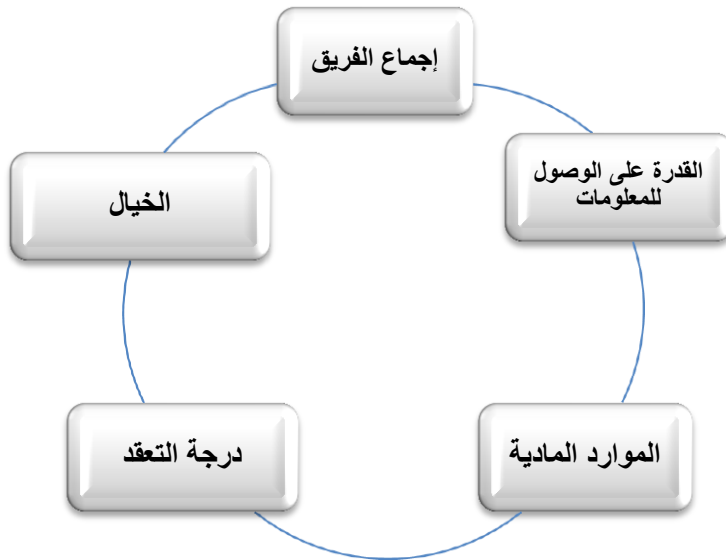 إجماع الفريق
القدرة على الوصول
للمعلومات
الموارد المادية
درجة التعقد
الخيال